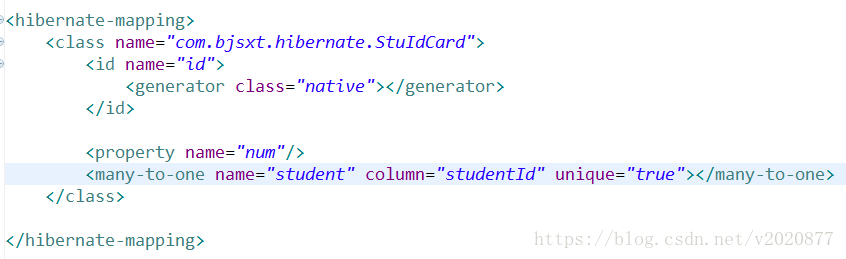 <hibernate-mapping>
<class name="com.bjsxt.hibernate.StuIdCard">
<id name="id">
<generator class="native"></generator>
</id>
<property name="num"/>
<many-to-one name="student" column="studentId" unique="true"></many-to-one>
</class>
</hibernate-mapping>
https://blog.csdn.net/v2020877